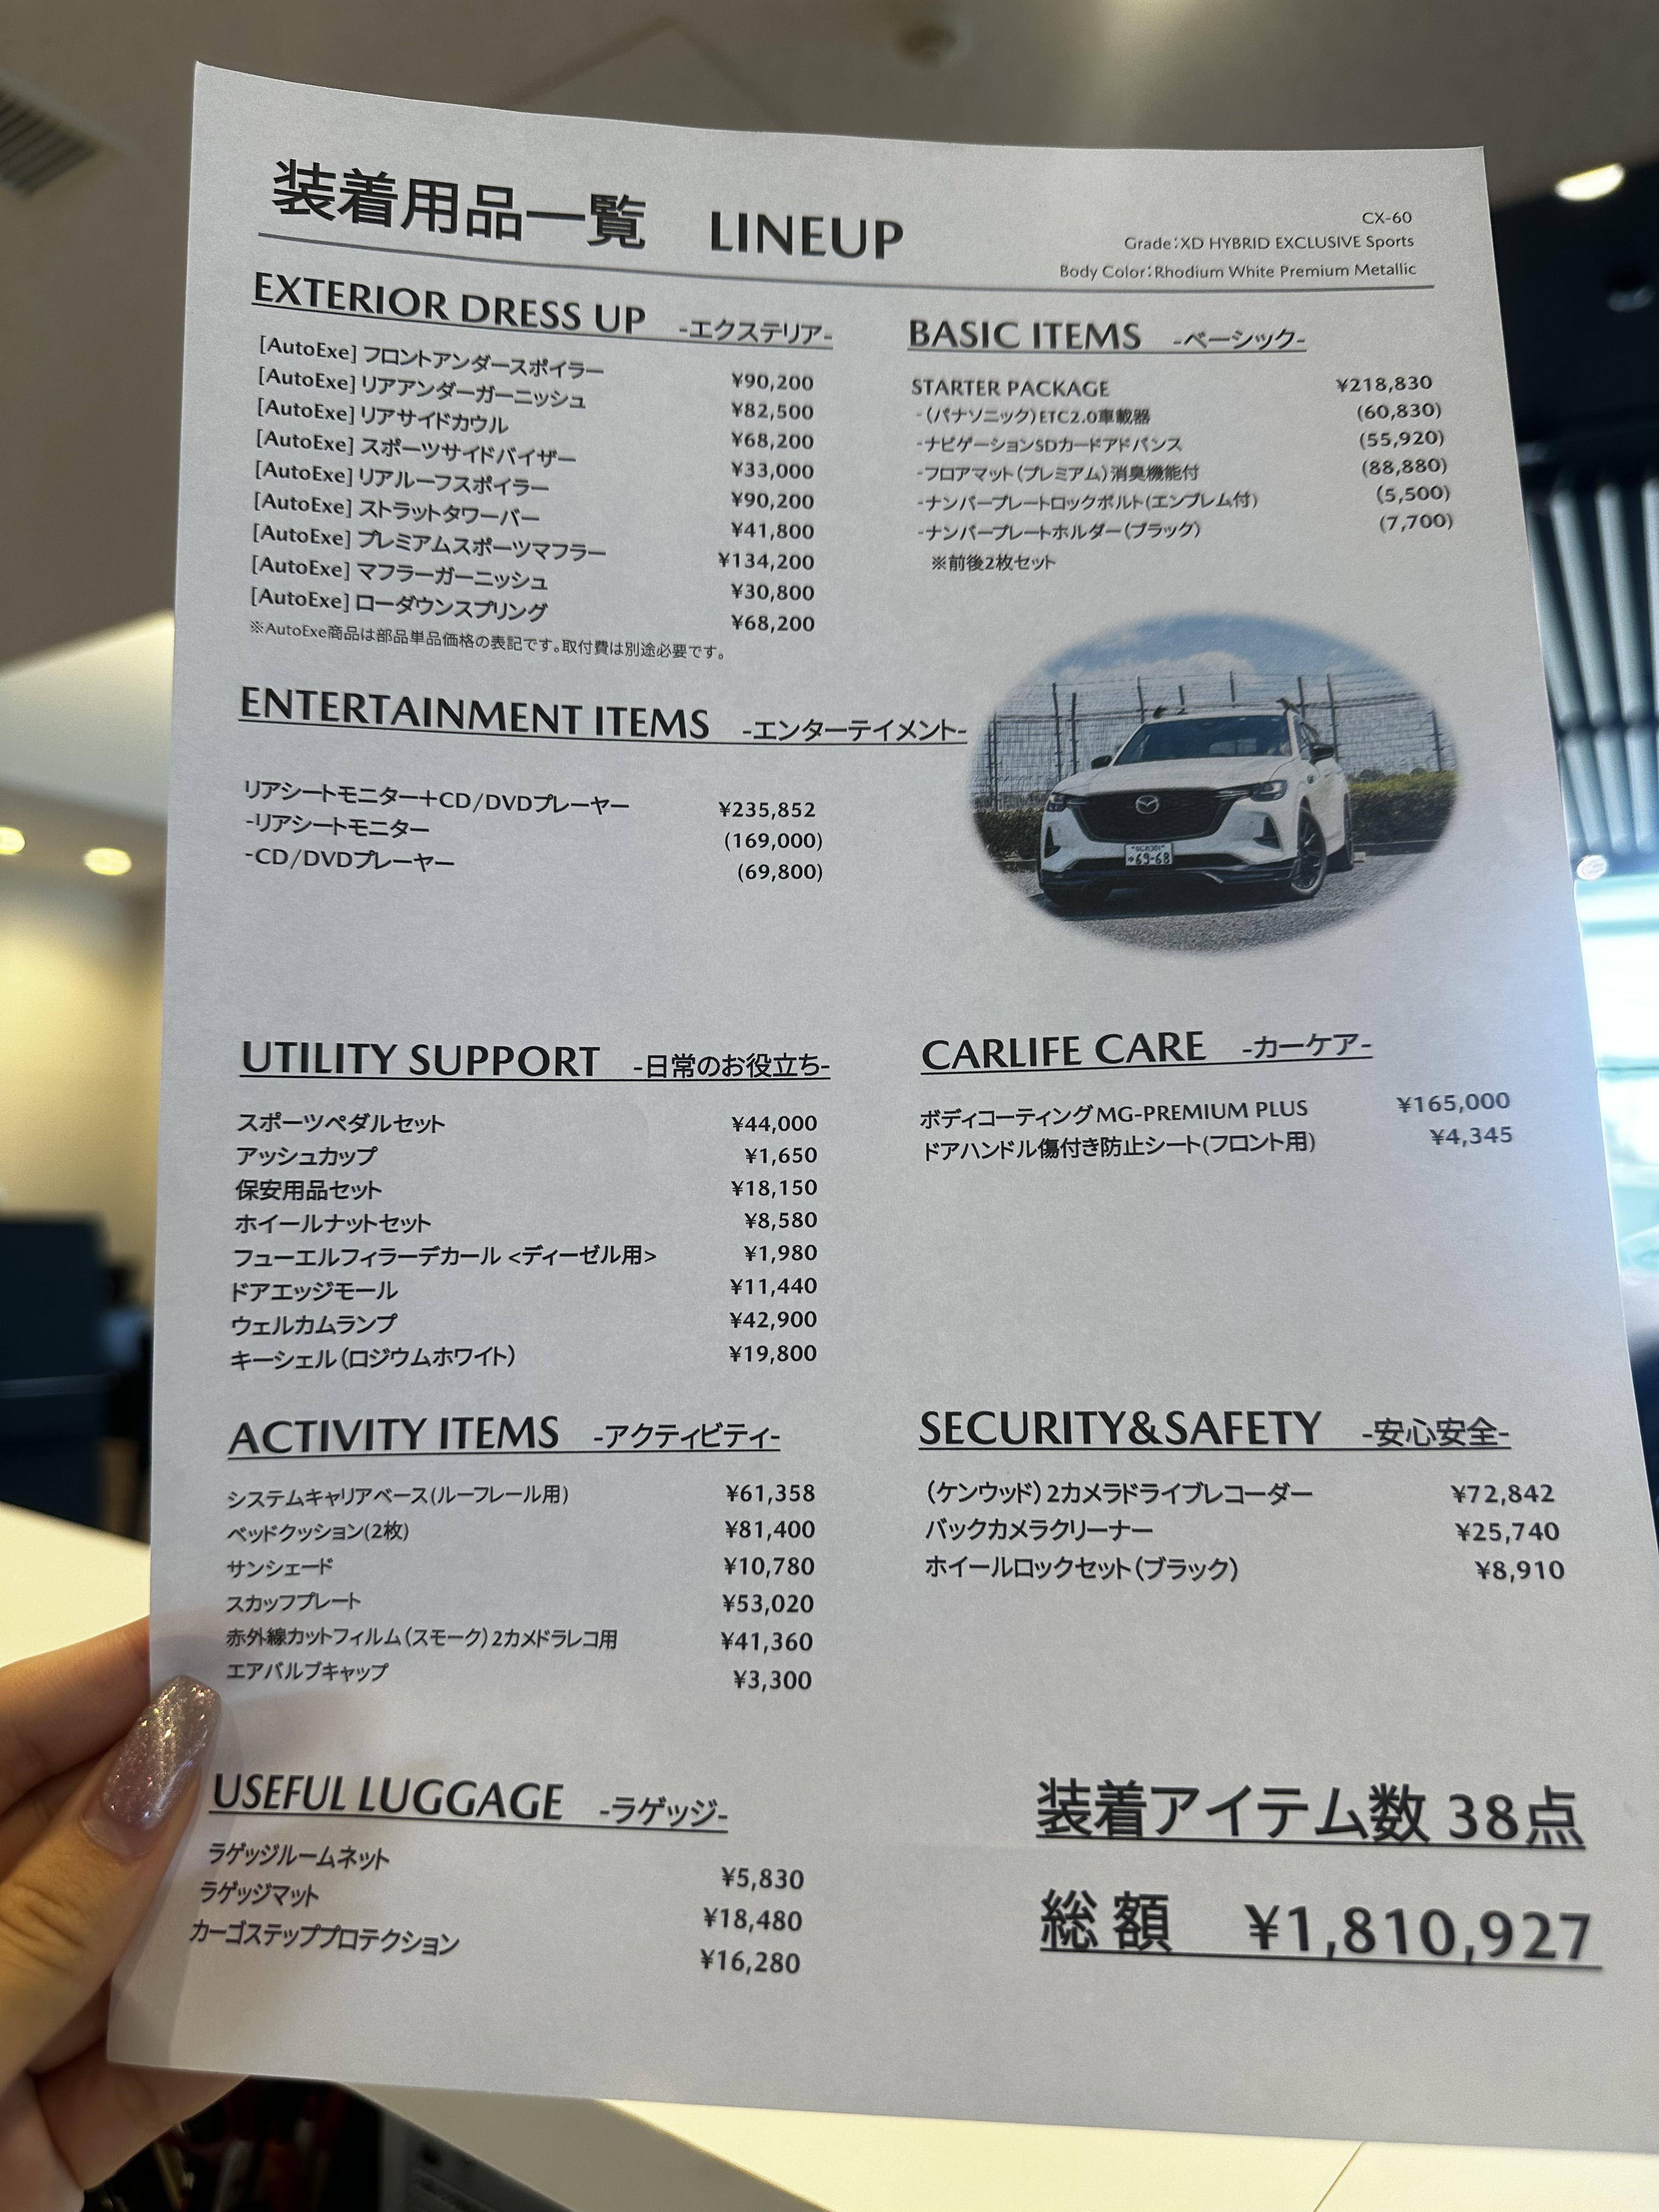 装着用品一覧 LINEUP
CX-60
Grade:XD HYBRID EXCLUSIVE Sports
Body Color:Rhodium White Premium Metallic
EXTERIOR DRESS UP -エクステリア-
[AutoExe] フロントアンダースポイラー ¥90,200
[AutoExe] リアアンダーガーニッシュ ¥82,500
[AutoExe] リアサイドカウル ¥68,200
[AutoExe] スポーツサイドバイザー ¥33,000
[AutoExe] リアルーフスポイラー ¥90,200
[AutoExe] ストラットタワーバー ¥41,800
[AutoExe] プレミアムスポーツマフラー ¥134,200
[AutoExe] マフラーガーニッシュ ¥30,800
[AutoExe] ローダウンスプリング ¥68,200
※AutoExe商品は部品単品価格の表記です。取付費は別途必要です。
BASIC ITEMS -ベーシック-
STARTER PACKAGE ¥218,830
-（パナソニック）ETC2.0車載器 (60,830)
-ナビゲーションSDカードアドバンス (55,920)
-フロアマット（プレミアム）消臭機能付 (88,880)
-ナンバープレートロックボルト(エンブレム付) (5,500)
-ナンバープレートホルダー（ブラック） (7,700)
※前後2枚セット
ENTERTAINMENT ITEMS -エンターテイメント-
リアシートモニター＋CD/DVDプレーヤー ¥235,852
-リアシートモニター (169,000)
-CD/DVDプレーヤー (69,800)
69-68
UTILITY SUPPORT -日常のお役立ち-
スポーツペダルセット ¥44,000
アッシュカップ ¥1,650
保安用品セット ¥18,150
ホイールナットセット ¥8,580
フューエルフィラーデカール <ディーゼル用> ¥1,980
ドアエッジモール ¥11,440
ウェルカムランプ ¥42,900
キーシェル（ロジウムホワイト） ¥19,800
CARLIFE CARE -カーケア-
ボディコーティングMG-PREMIUM PLUS ¥165,000
ドアハンドル傷付き防止シート(フロント用) ¥4,345
ACTIVITY ITEMS -アクティビティ-
システムキャリアベース(ルーフレール用) ¥61,358
ベッドクッション(2枚) ¥81,400
サンシェード ¥10,780
スカッフプレート ¥53,020
赤外線カットフィルム（スモーク）2カメドラレコ用 ¥41,360
エアバルブキャップ ¥3,300
SECURITY&SAFETY -安心安全-
（ケンウッド）2カメラドライブレコーダー ¥72,842
バックカメラクリーナー ¥25,740
ホイールロックセット（ブラック） ¥8,910
USEFUL LUGGAGE -ラゲッジ-
ラゲッジルームネット ¥5,830
ラゲッジマット ¥18,480
カーゴステッププロテクション ¥16,280
装着アイテム数 38点
総 額 ¥1,810,927